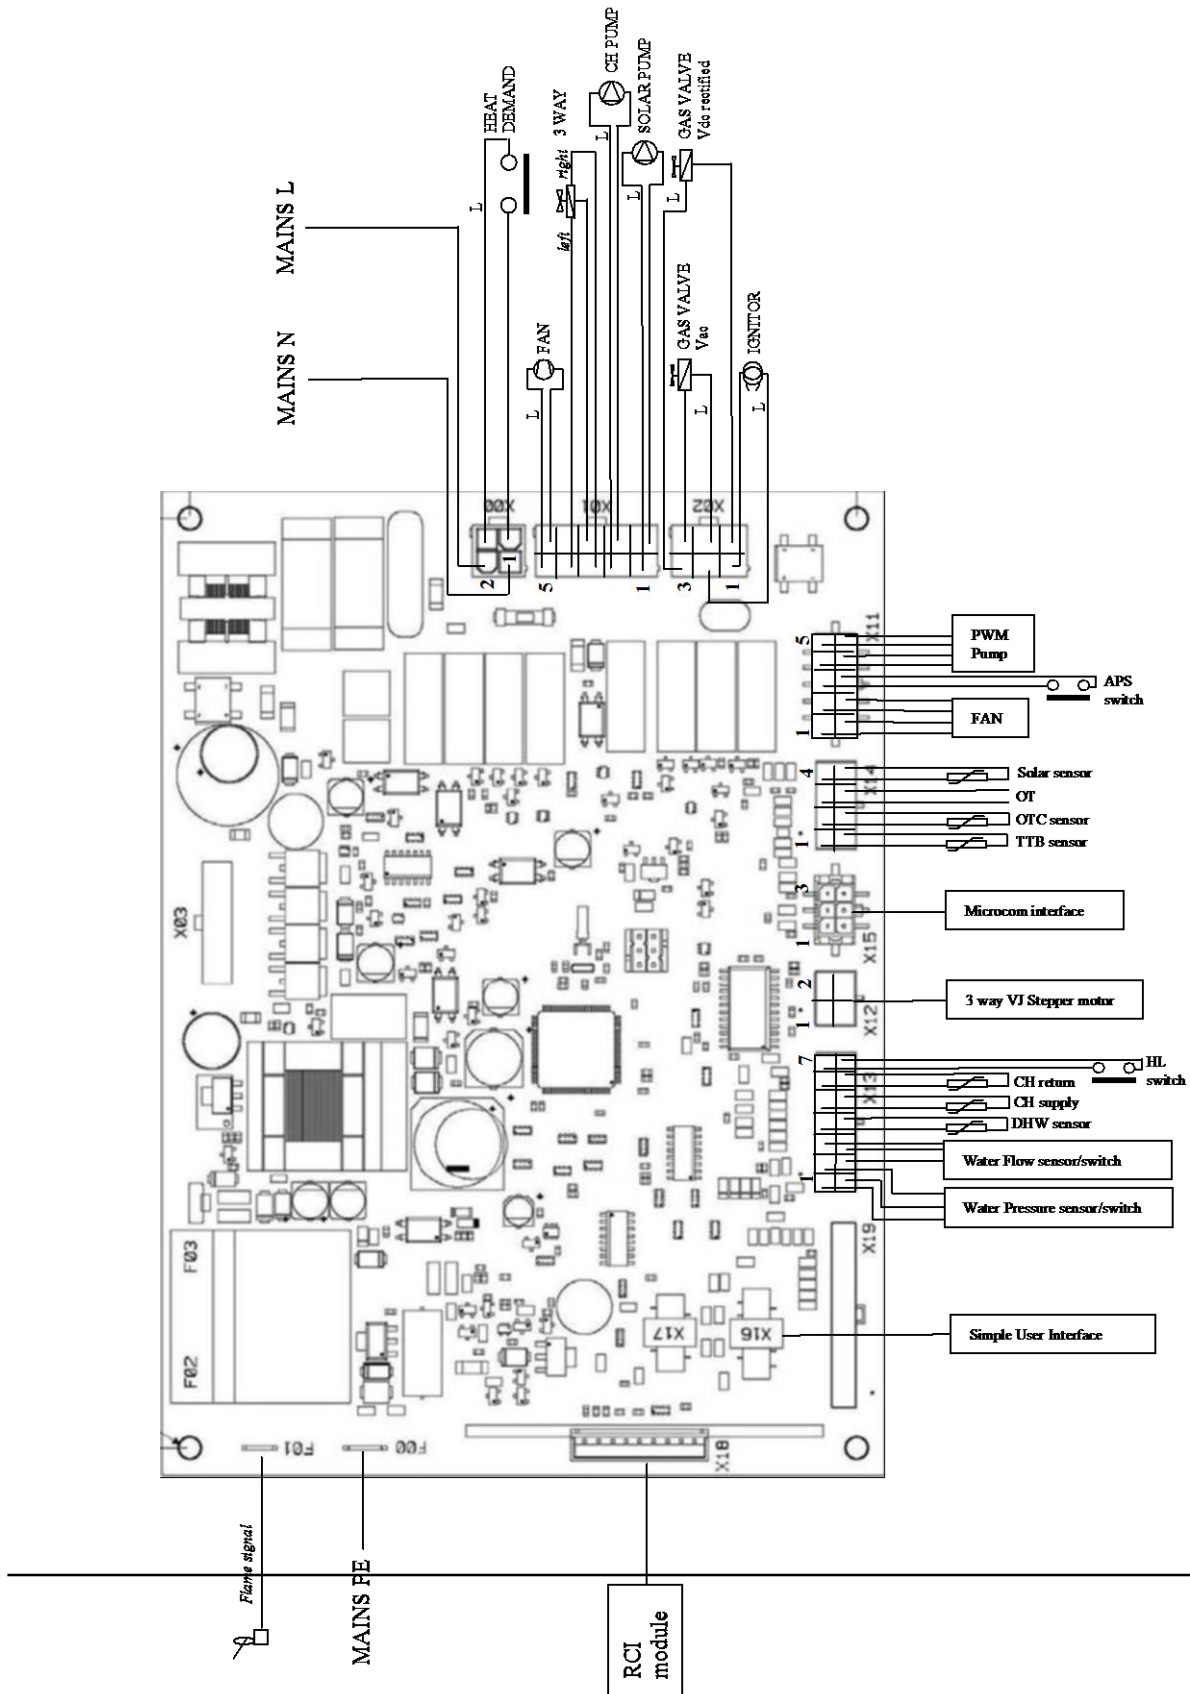 MAINS L
MAINS N
HEAT
DEMAND
L
3 WAY
right
left
CH PUMP
L
SOLAR PUMP
L
GAS VALVE
Vdc rectified
L
FAN
L
GAS VALVE
Vac
L
IGNITOR
L
X00
X01
X02
2
1
5
1
3
1
X11
5
1
PWM
Pump
APS
switch
FAN
X14
4
1
Solar sensor
OT
OTC sensor
TTB sensor
X03
3
1
X15
Microcom interface
2
1
X12
3 way VJ Stepper motor
7
1
X13
HL
switch
CH return
CH supply
DHW sensor
Water Flow sensor/switch
Water Pressure sensor/switch
X19
F03
F02
X17
X16
Simple User Interface
F01
F00
X18
Flame signal
MAINS PE
RCI
module